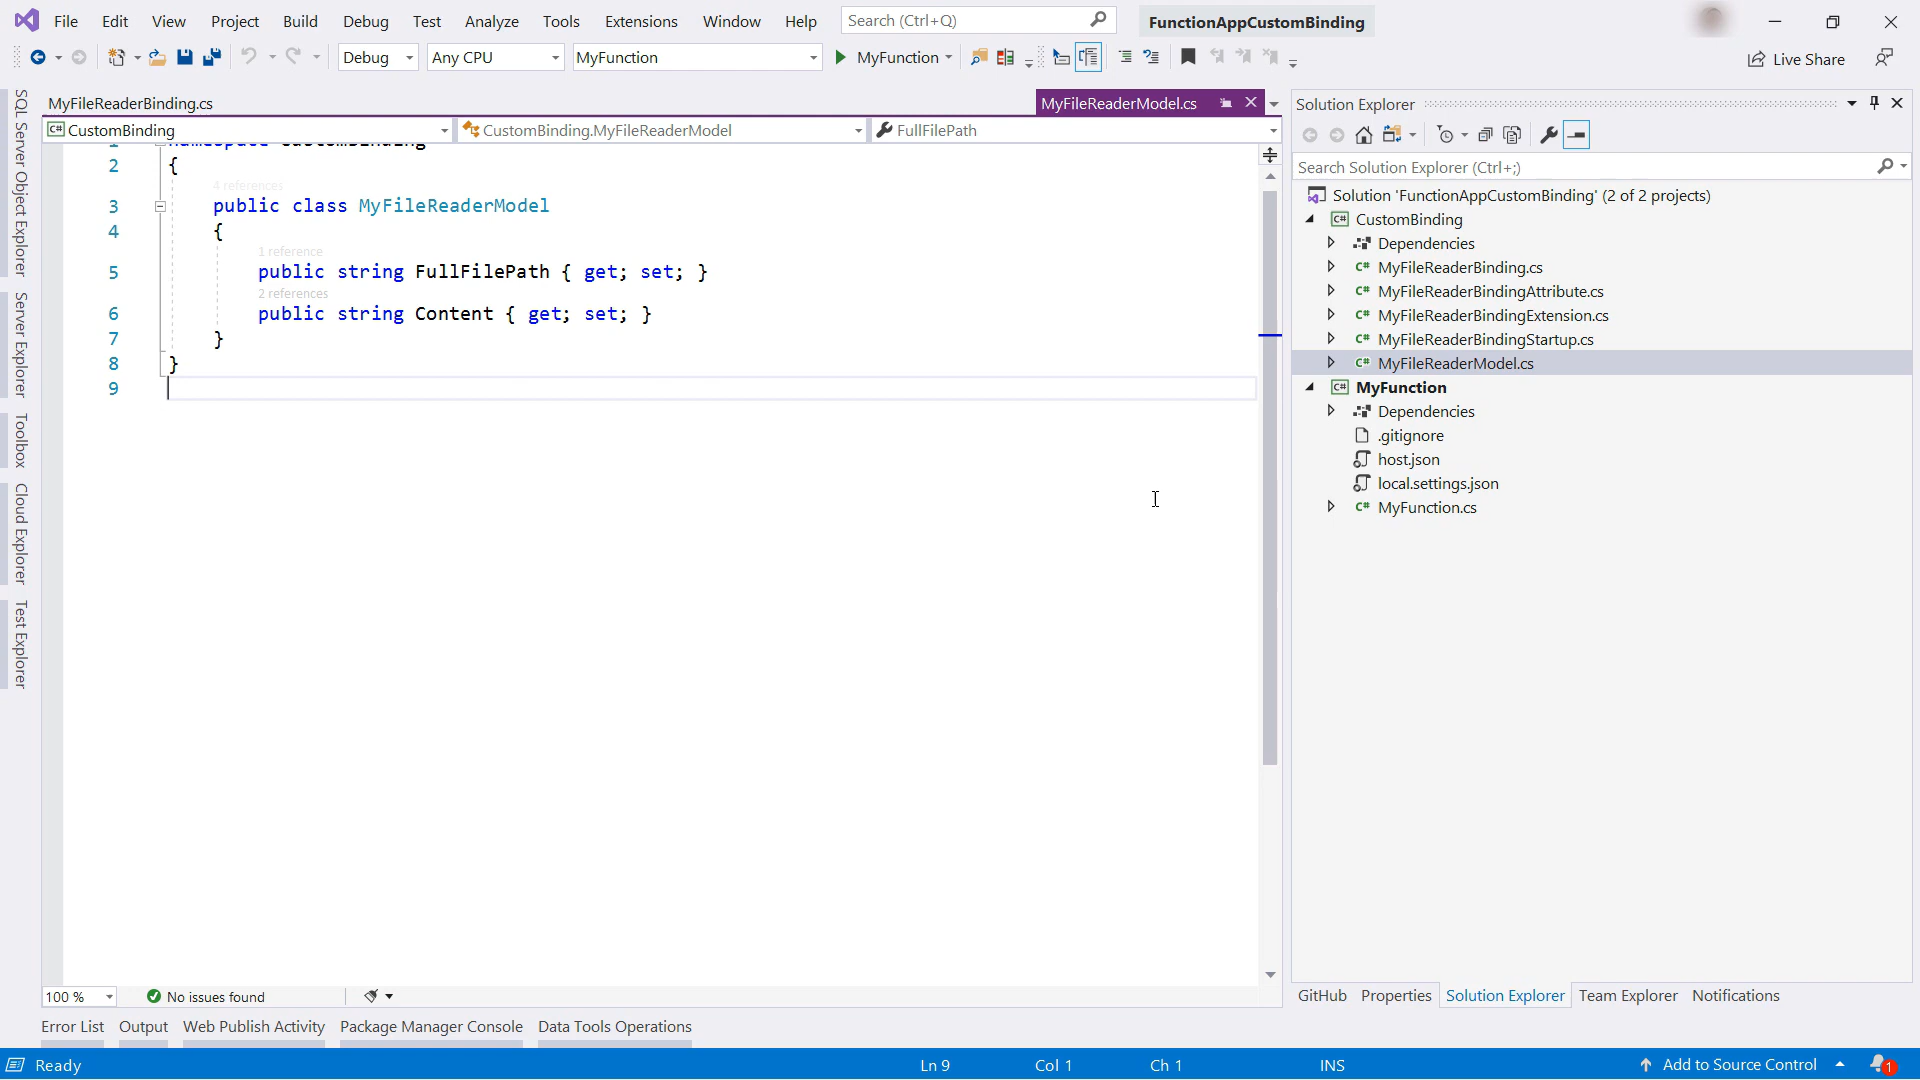 File Edit View Project Build Debug Test Analyze Tools Extensions Window Help Search (Ctrl+Q) FunctionAppCustomBinding
Debug Any CPU MyFunction MyFunction Live Share
MyFileReaderBinding.cs MyFileReaderModel.cs
CustomBinding CustomBinding.MyFileReaderModel FullFilePath
1 namespace CustomBinding
2 {
4 references
3 public class MyFileReaderModel
4 {
1 reference
5 public string FullFilePath { get; set; }
2 references
6 public string Content { get; set; }
7 }
8 }
9
SQL Server Object Explorer
Server Explorer
Toolbox
Cloud Explorer
Test Explorer
Solution Explorer
Search Solution Explorer (Ctrl+;)
Solution 'FunctionAppCustomBinding' (2 of 2 projects)
C# CustomBinding
Dependencies
C# MyFileReaderBinding.cs
C# MyFileReaderBindingAttribute.cs
C# MyFileReaderBindingExtension.cs
C# MyFileReaderBindingStartup.cs
C# MyFileReaderModel.cs
C# MyFunction
Dependencies
.gitignore
host.json
local.settings.json
C# MyFunction.cs
100 % No issues found
GitHub Properties Solution Explorer Team Explorer Notifications
Error List Output Web Publish Activity Package Manager Console Data Tools Operations
Ready Ln 9 Col 1 Ch 1 INS Add to Source Control 1